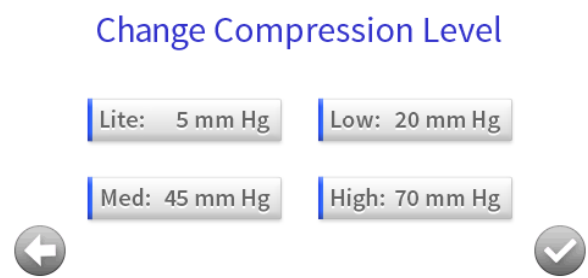 Change Compression Level
Lite: 5 mm Hg
Low: 20 mm Hg
Med: 45 mm Hg
High: 70 mm Hg